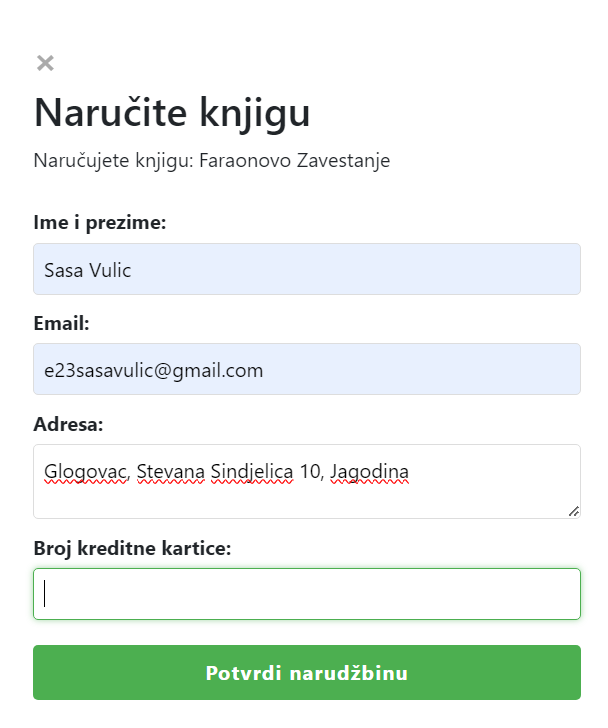 ×
Naručite knjigu
Naručujete knjigu: Faraonovo Zavestanje
Ime i prezime:
Sasa Vulic
Email:
e23sasavulic@gmail.com
Adresa:
Glogovac, Stevana Sindjelica 10, Jagodina
Broj kreditne kartice:
Potvrdi narudžbinu